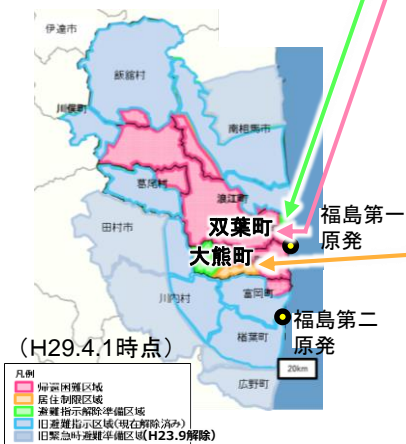 伊達市
飯舘村
川俣町
南相馬市
葛尾村
浪江町
双葉町
福島第一
原発
田村市
大熊町
富岡町
川内村
福島第二
原発
楢葉町
(H29.4.1時点)
20km
広野町
凡例
帰還困難区域
居住制限区域
避難指示解除準備区域
旧避難指示区域(現在解除済み)
旧緊急時避難準備区域(H23.9解除)